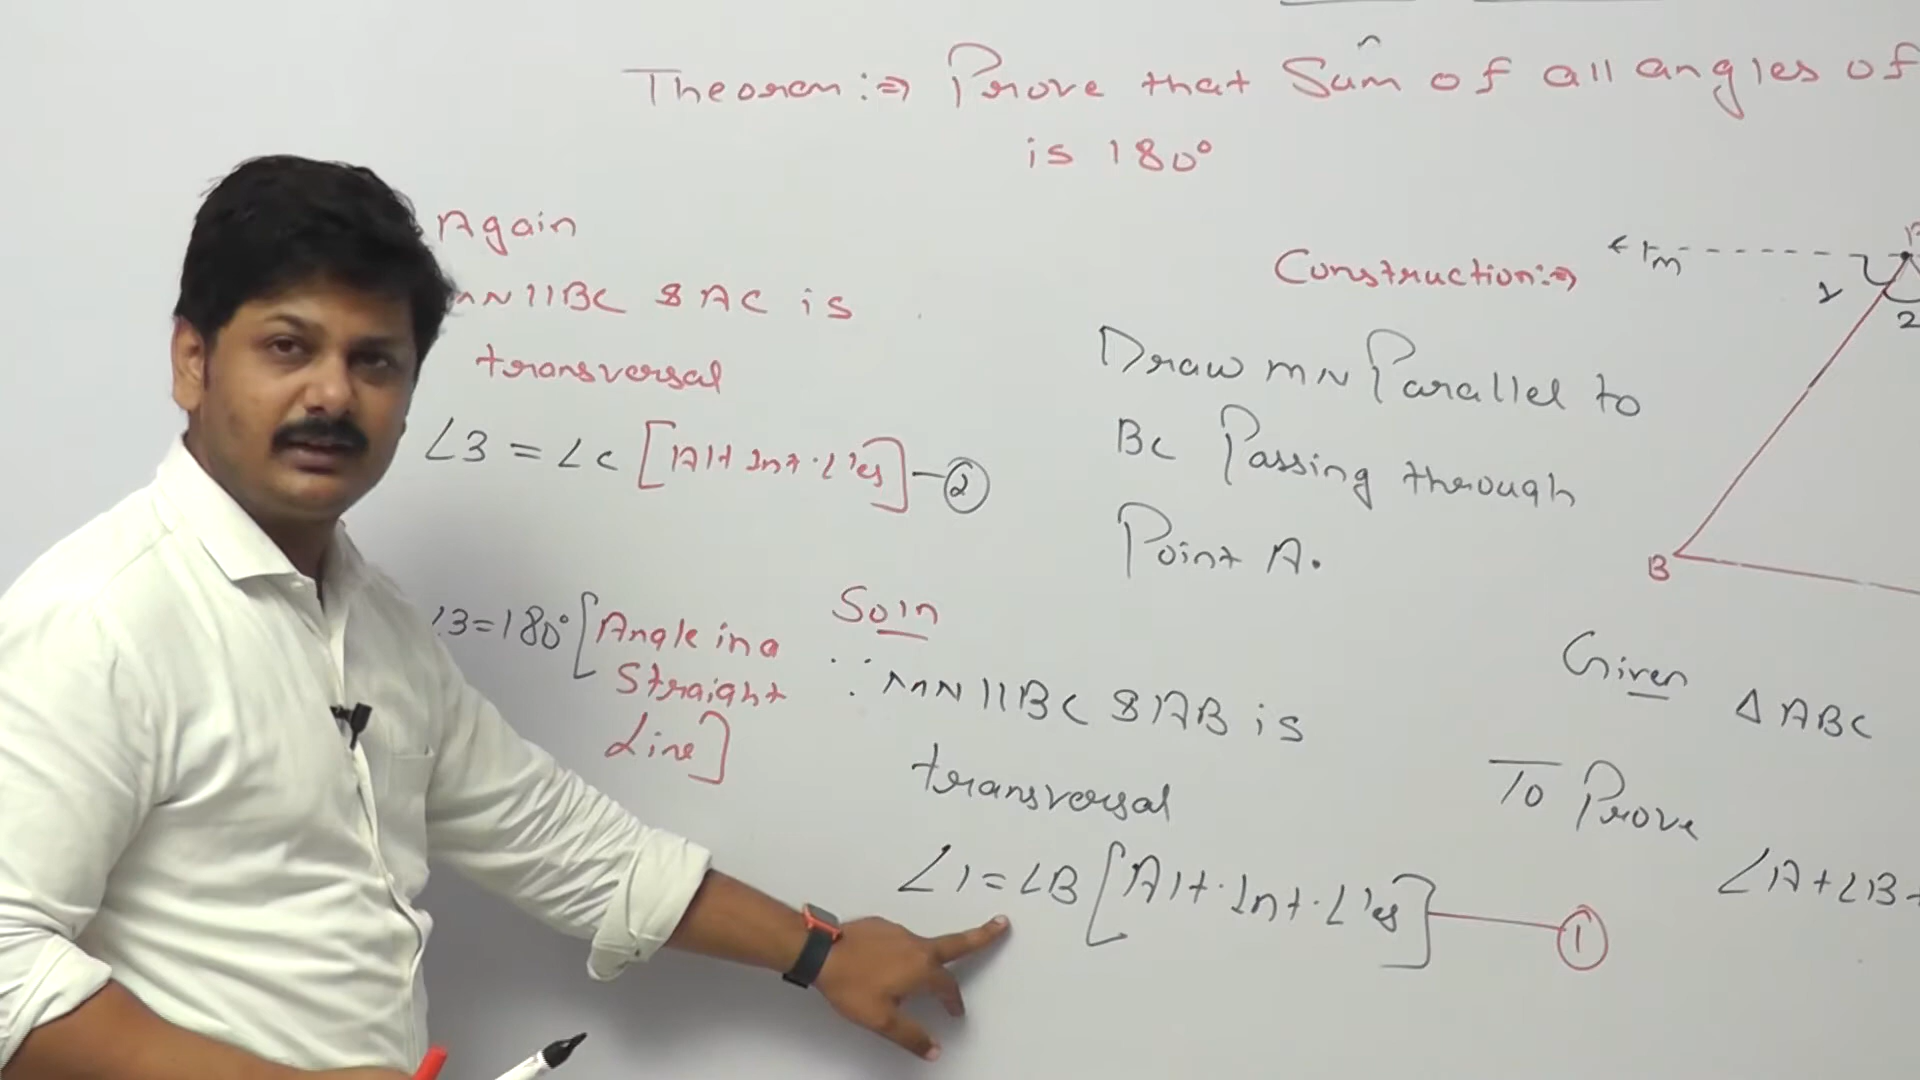 Theorem :⇒ Prove that Sum of all angles of
is 180°
Again
mN || BC & AC is
transversal
∠3 = ∠c [Alt Int. ∠'es] — ②
∠3 = 180° [Angle in a
Straight
Line]
Construction :⇒
Draw mN Parallel to
BC Passing through
Point A.
Soln
∵ mN || BC & AB is
transversal
∠1 = ∠B [Alt. Int. ∠'es] — ①
m
1
2
B
Given △ABC
To Prove
∠A + ∠B +